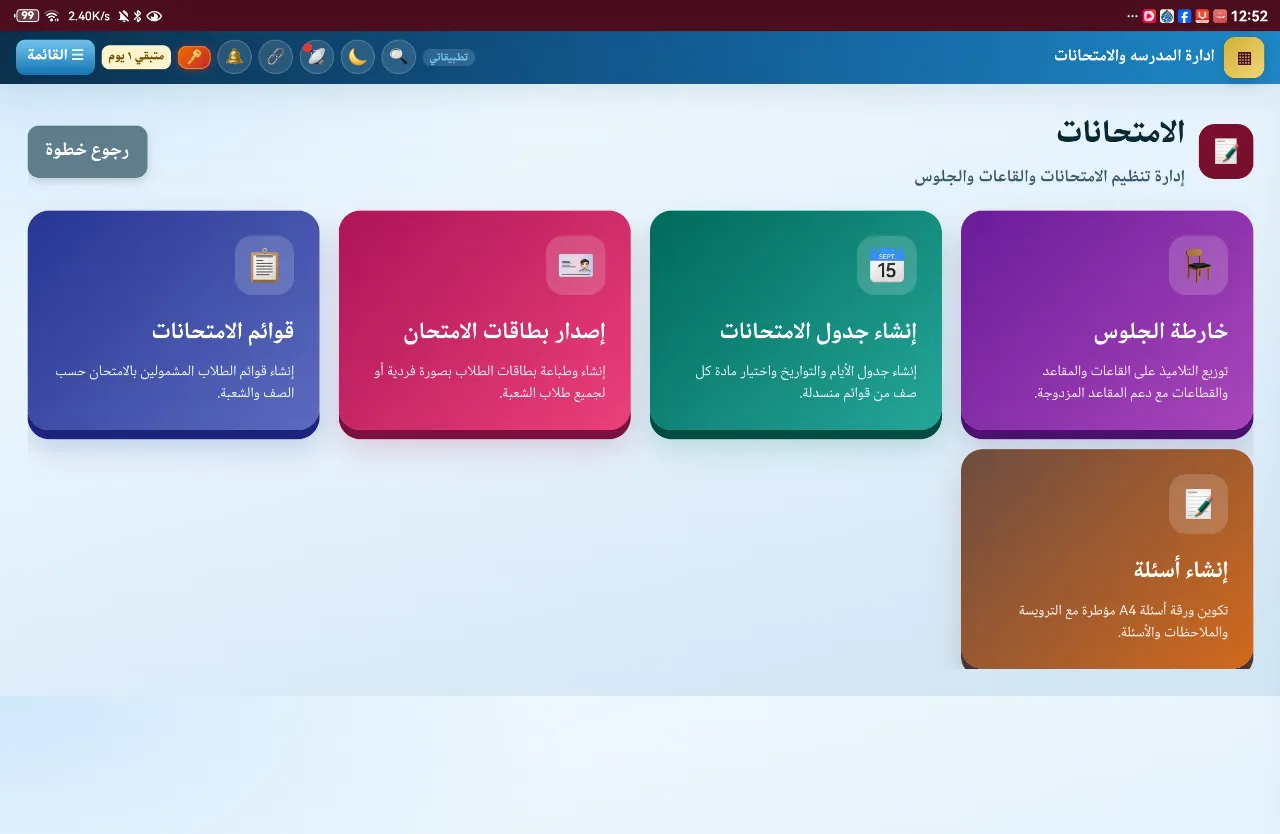 99 2.40K/s 12:52
ادارة المدرسه والامتحانات
تطبيقاتي
متبقي ١ يوم
☰ القائمة
الامتحانات
إدارة تنظيم الامتحانات والقاعات والجلوس
رجوع خطوة
خارطة الجلوس
توزيع التلاميذ على القاعات والمقاعد
والقطاعات مع دعم المقاعد المزدوجة.
SEPT.
15
إنشاء جدول الامتحانات
إنشاء جدول الأيام والتواريخ واختيار مادة كل
صف من قوائم منسدلة.
إصدار بطاقات الامتحان
إنشاء وطباعة بطاقات الطلاب بصورة فردية أو
لجميع طلاب الشعبة.
قوائم الامتحانات
إنشاء قوائم الطلاب المشمولين بالامتحان حسب
الصف والشعبة.
إنشاء أسئلة
تكوين ورقة أسئلة A4 مؤطرة مع الترويسة
والملاحظات والأسئلة.